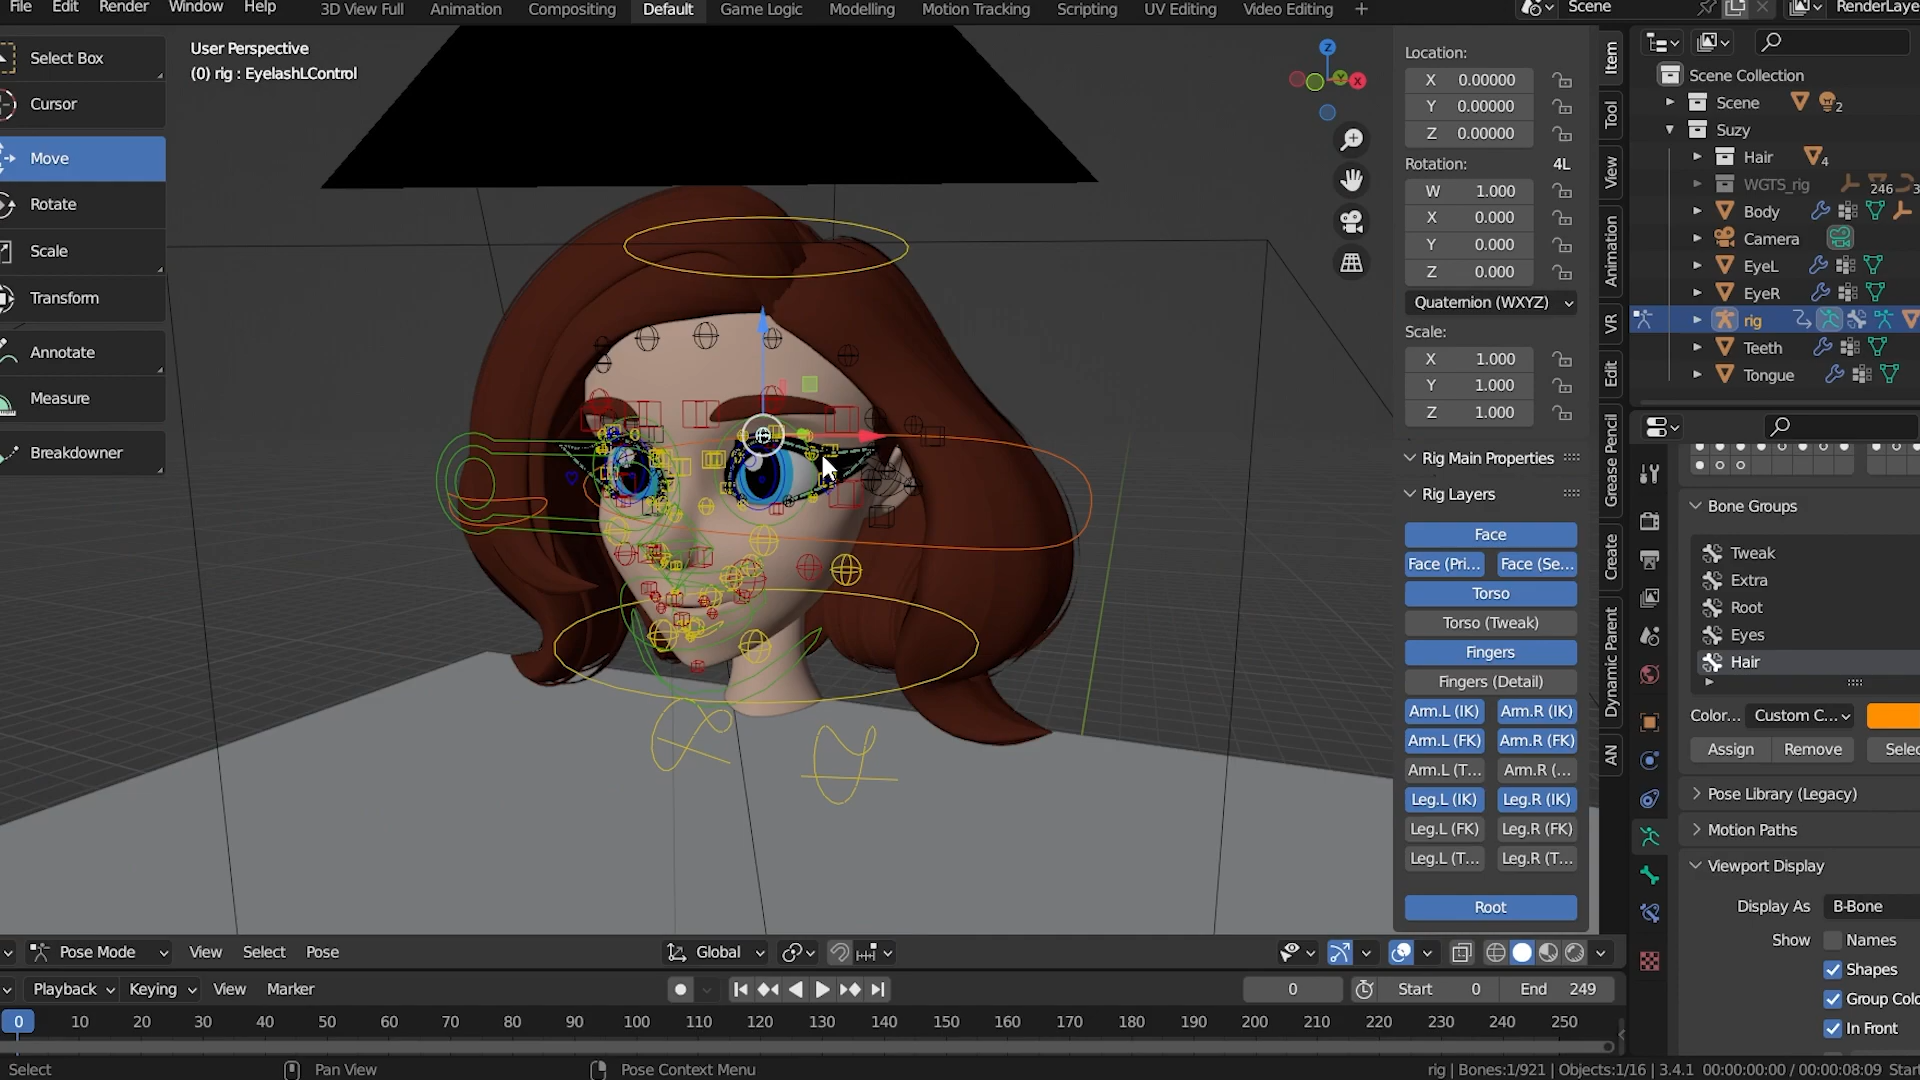 File Edit Render Window Help 3D View Full Animation Compositing Default Game Logic Modelling Motion Tracking Scripting UV Editing Video Editing + Scene RenderLaye
Select Box
Cursor
Move
Rotate
Scale
Transform
Annotate
Measure
Breakdowner
User Perspective
(0) rig : EyelashLControl
Z
Y
X
Location:
X 0.00000
Y 0.00000
Z 0.00000
Rotation: 4L
W 1.000
X 0.000
Y 0.000
Z 0.000
Quaternion (WXYZ)
Scale:
X 1.000
Y 1.000
Z 1.000
Rig Main Properties
Rig Layers
Face
Face (Pri... Face (Se...
Torso
Torso (Tweak)
Fingers
Fingers (Detail)
Arm.L (IK) Arm.R (IK)
Arm.L (FK) Arm.R (FK)
Arm.L (T... Arm.R (...
Leg.L (IK) Leg.R (IK)
Leg.L (FK) Leg.R (FK)
Leg.L (T... Leg.R (T...
Root
Item
Tool
View
Animation
VR
Edit
Grease Pencil
Create
Dynamic Parent
AN
Scene Collection
Scene 2
Suzy
Hair 4
WGTS_rig 246 3
Body
Camera
EyeL
EyeR
rig
Teeth
Tongue
Bone Groups
Tweak
Extra
Root
Eyes
Hair
Color... Custom C...
Assign Remove Selec
Pose Library (Legacy)
Motion Paths
Viewport Display
Display As B-Bone
Show Names
Shapes
Group Colo
In Front
Pose Mode View Select Pose Global
Playback Keying View Marker 0 Start 0 End 249
0 10 20 30 40 50 60 70 80 90 100 110 120 130 140 150 160 170 180 190 200 210 220 230 240 250
Select Pan View Pose Context Menu rig | Bones:1/921 | Objects:1/16 | 3.4.1 00:00:00:00 / 00:00:08:09 Start